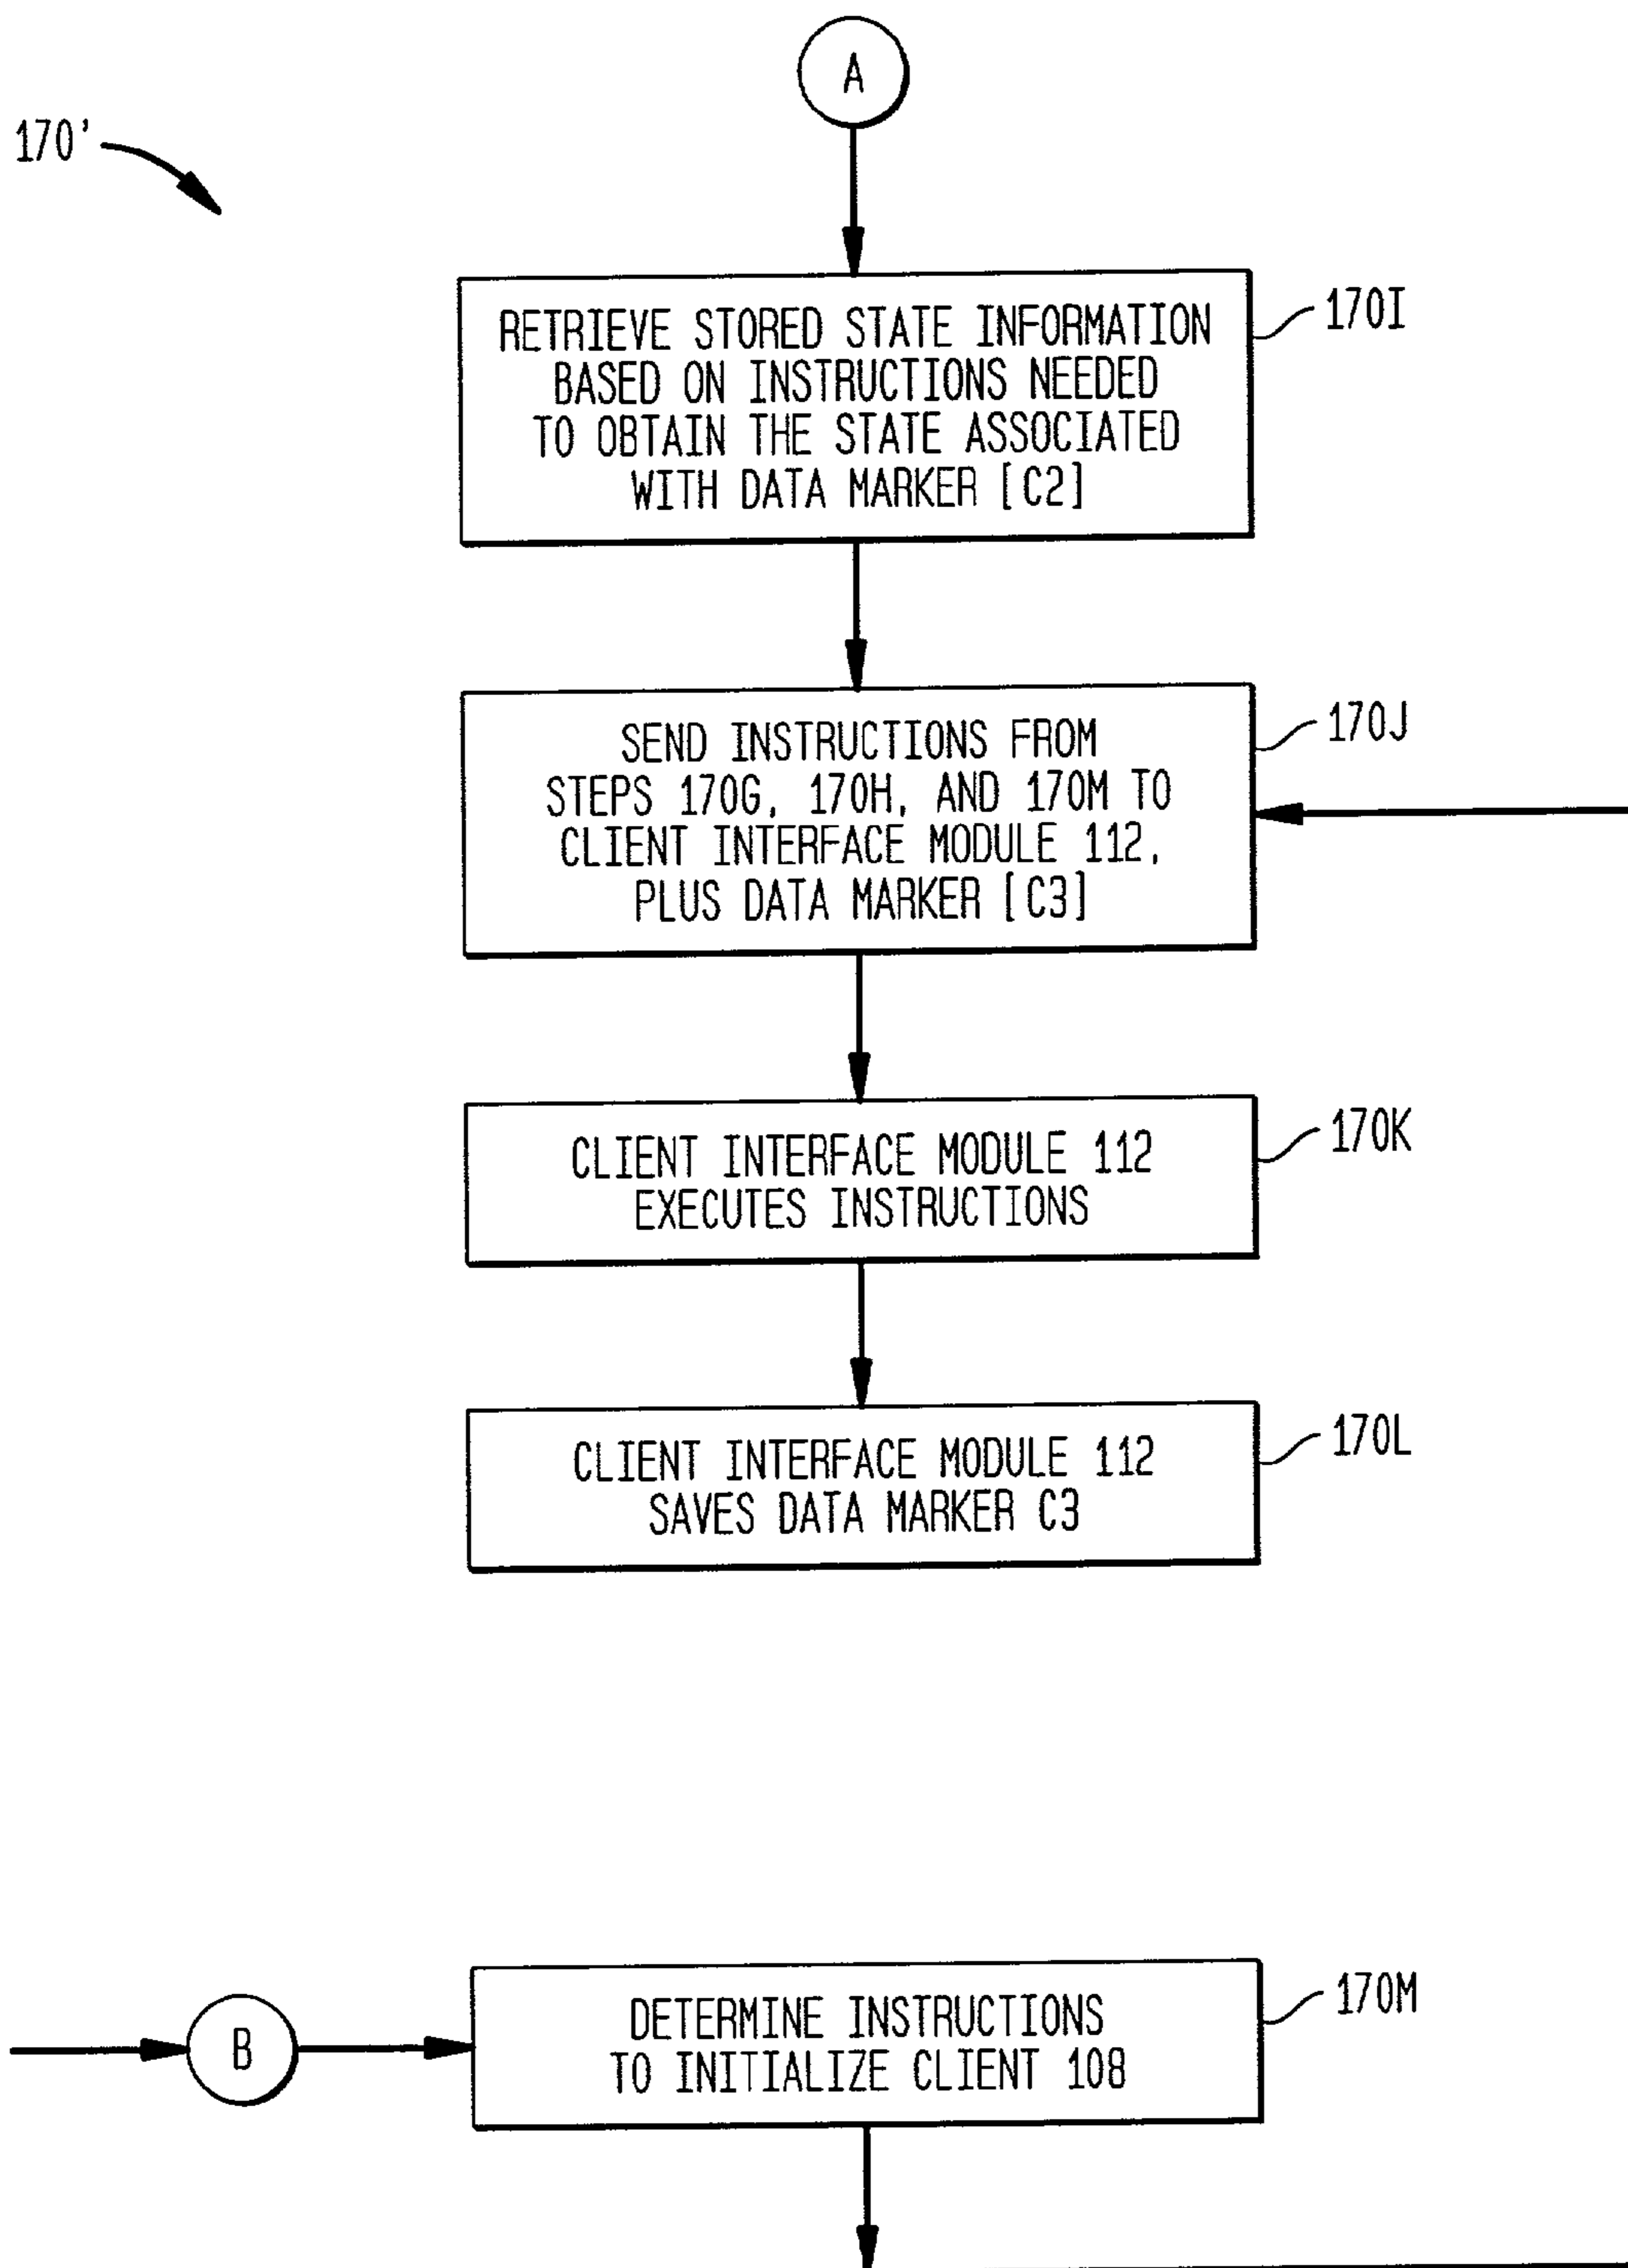 A
170'
RETRIEVE STORED STATE INFORMATION
BASED ON INSTRUCTIONS NEEDED
TO OBTAIN THE STATE ASSOCIATED
WITH DATA MARKER [C2]
170I
SEND INSTRUCTIONS FROM
STEPS 170G, 170H, AND 170M TO
CLIENT INTERFACE MODULE 112,
PLUS DATA MARKER [C3]
170J
CLIENT INTERFACE MODULE 112
EXECUTES INSTRUCTIONS
170K
CLIENT INTERFACE MODULE 112
SAVES DATA MARKER C3
170L
B
DETERMINE INSTRUCTIONS
TO INITIALIZE CLIENT 108
170M